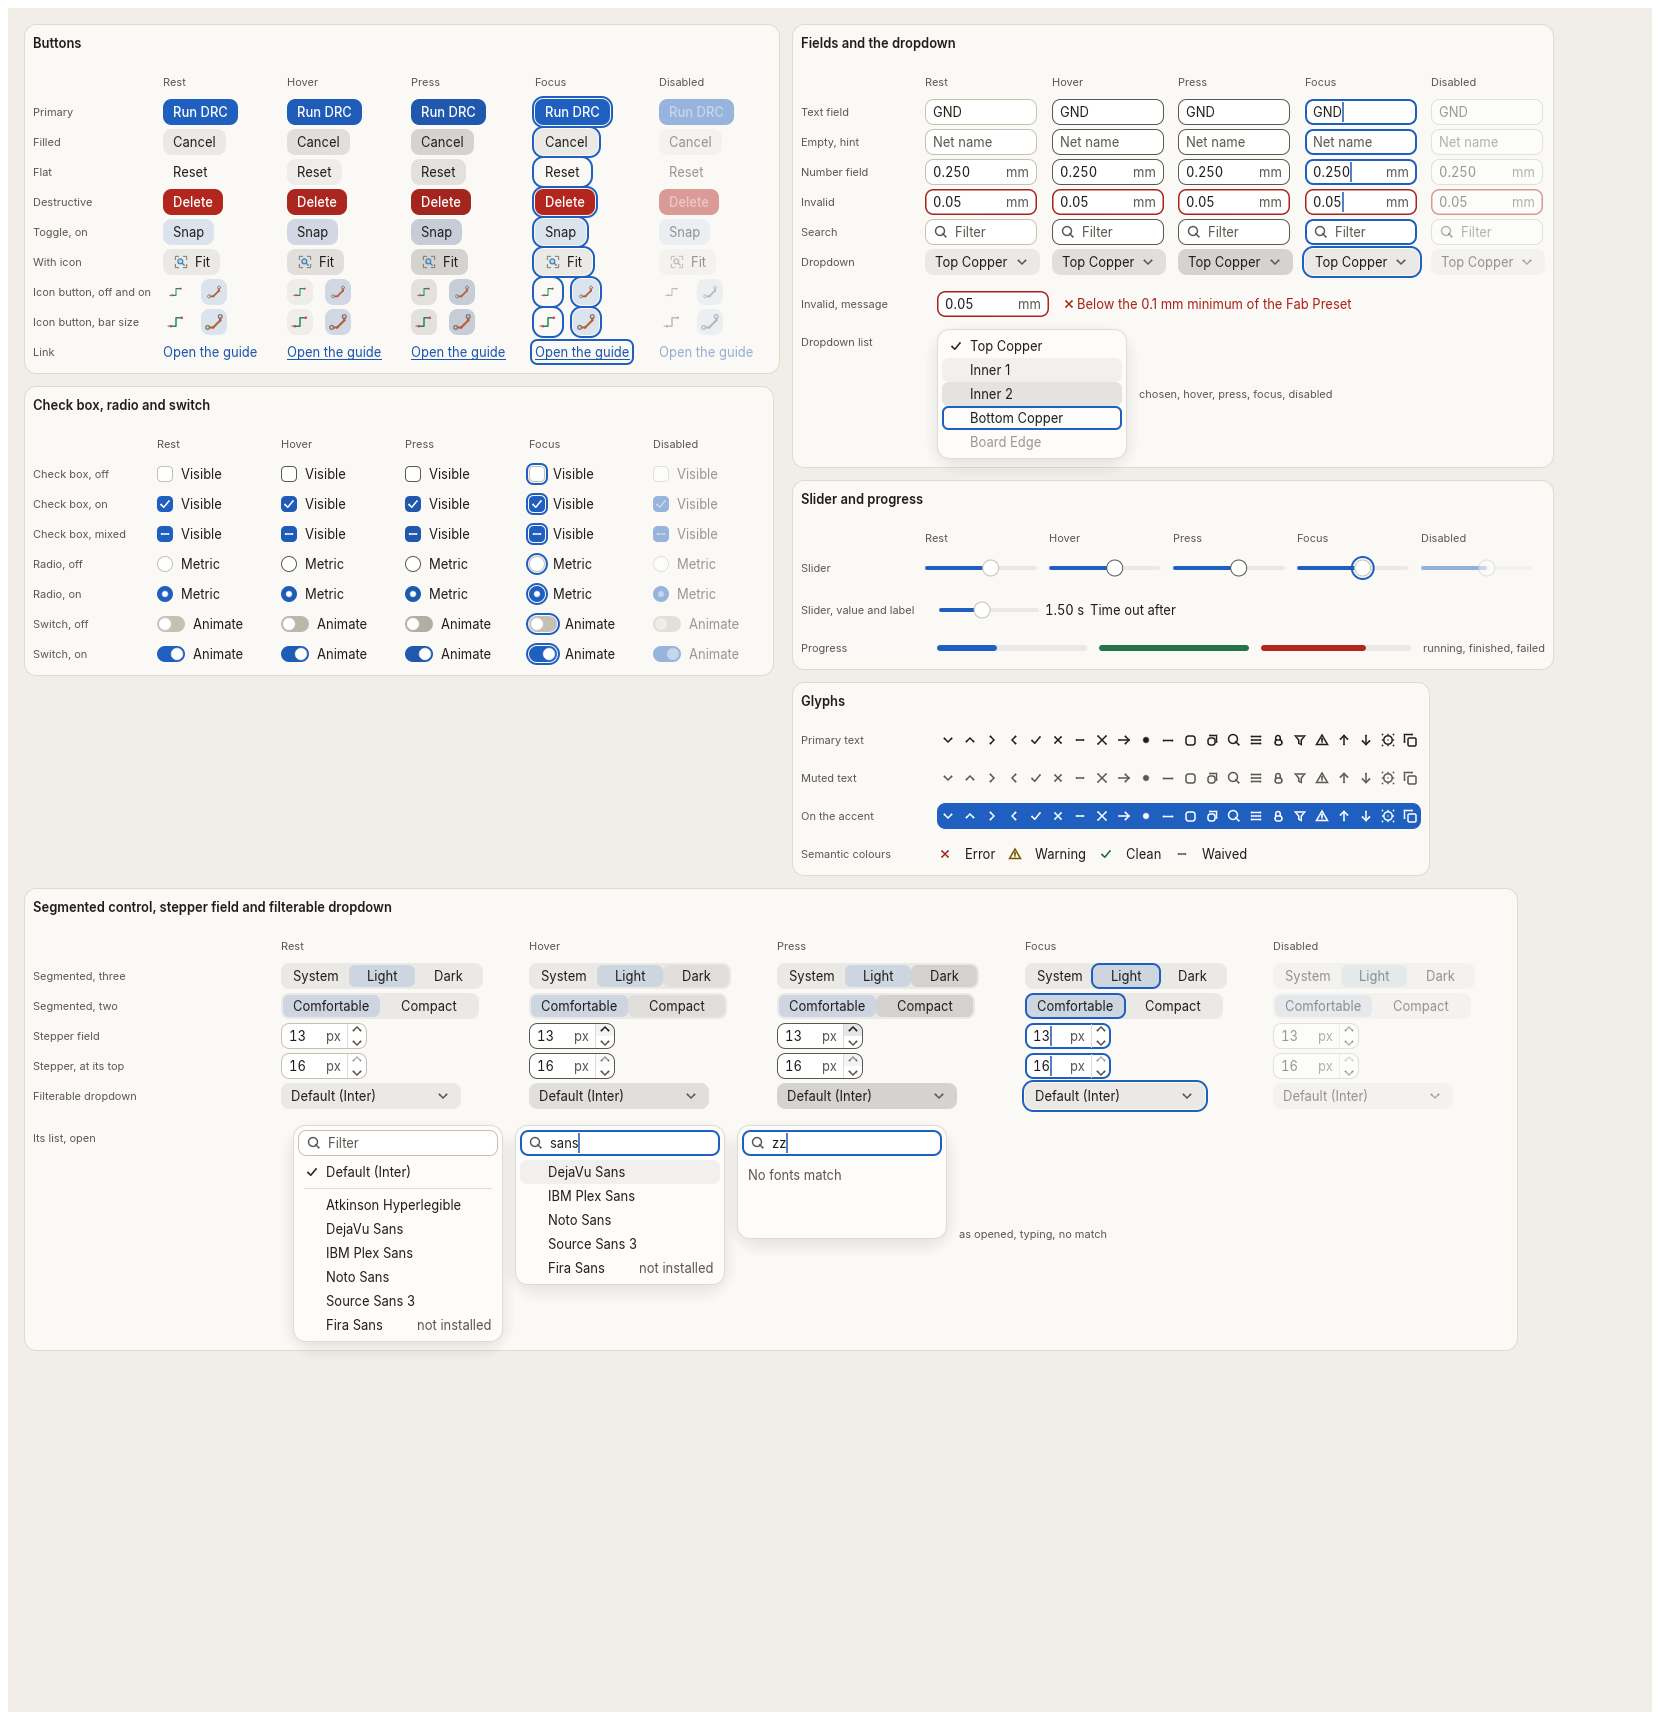 Buttons
Rest Hover Press Focus Disabled
Primary Run DRC Run DRC Run DRC Run DRC Run DRC
Filled Cancel Cancel Cancel Cancel Cancel
Flat Reset Reset Reset Reset Reset
Destructive Delete Delete Delete Delete Delete
Toggle, on Snap Snap Snap Snap Snap
With icon Fit Fit Fit Fit Fit
Icon button, off and on
Icon button, bar size
Link Open the guide Open the guide Open the guide Open the guide Open the guide
Check box, radio and switch
Rest Hover Press Focus Disabled
Check box, off Visible Visible Visible Visible Visible
Check box, on Visible Visible Visible Visible Visible
Check box, mixed Visible Visible Visible Visible Visible
Radio, off Metric Metric Metric Metric Metric
Radio, on Metric Metric Metric Metric Metric
Switch, off Animate Animate Animate Animate Animate
Switch, on Animate Animate Animate Animate Animate
Fields and the dropdown
Rest Hover Press Focus Disabled
Text field GND GND GND GND GND
Empty, hint Net name Net name Net name Net name Net name
Number field 0.250 mm 0.250 mm 0.250 mm 0.250 mm 0.250 mm
Invalid 0.05 mm 0.05 mm 0.05 mm 0.05 mm 0.05 mm
Search Filter Filter Filter Filter Filter
Dropdown Top Copper Top Copper Top Copper Top Copper Top Copper
Invalid, message 0.05 mm Below the 0.1 mm minimum of the Fab Preset
Dropdown list Top Copper
Inner 1
Inner 2 chosen, hover, press, focus, disabled
Bottom Copper
Board Edge
Slider and progress
Rest Hover Press Focus Disabled
Slider
Slider, value and label 1.50 s Time out after
Progress running, finished, failed
Glyphs
Primary text
Muted text
On the accent
Semantic colours Error Warning Clean Waived
Segmented control, stepper field and filterable dropdown
Rest Hover Press Focus Disabled
Segmented, three System Light Dark System Light Dark System Light Dark System Light Dark System Light Dark
Segmented, two Comfortable Compact Comfortable Compact Comfortable Compact Comfortable Compact Comfortable Compact
Stepper field 13 px 13 px 13 px 13 px 13 px
Stepper, at its top 16 px 16 px 16 px 16 px 16 px
Filterable dropdown Default (Inter) Default (Inter) Default (Inter) Default (Inter) Default (Inter)
Its list, open
Filter
Default (Inter)
Atkinson Hyperlegible
DejaVu Sans
IBM Plex Sans
Noto Sans
Source Sans 3
Fira Sans not installed
sans
DejaVu Sans
IBM Plex Sans
Noto Sans
Source Sans 3
Fira Sans not installed
zz
No fonts match
as opened, typing, no match